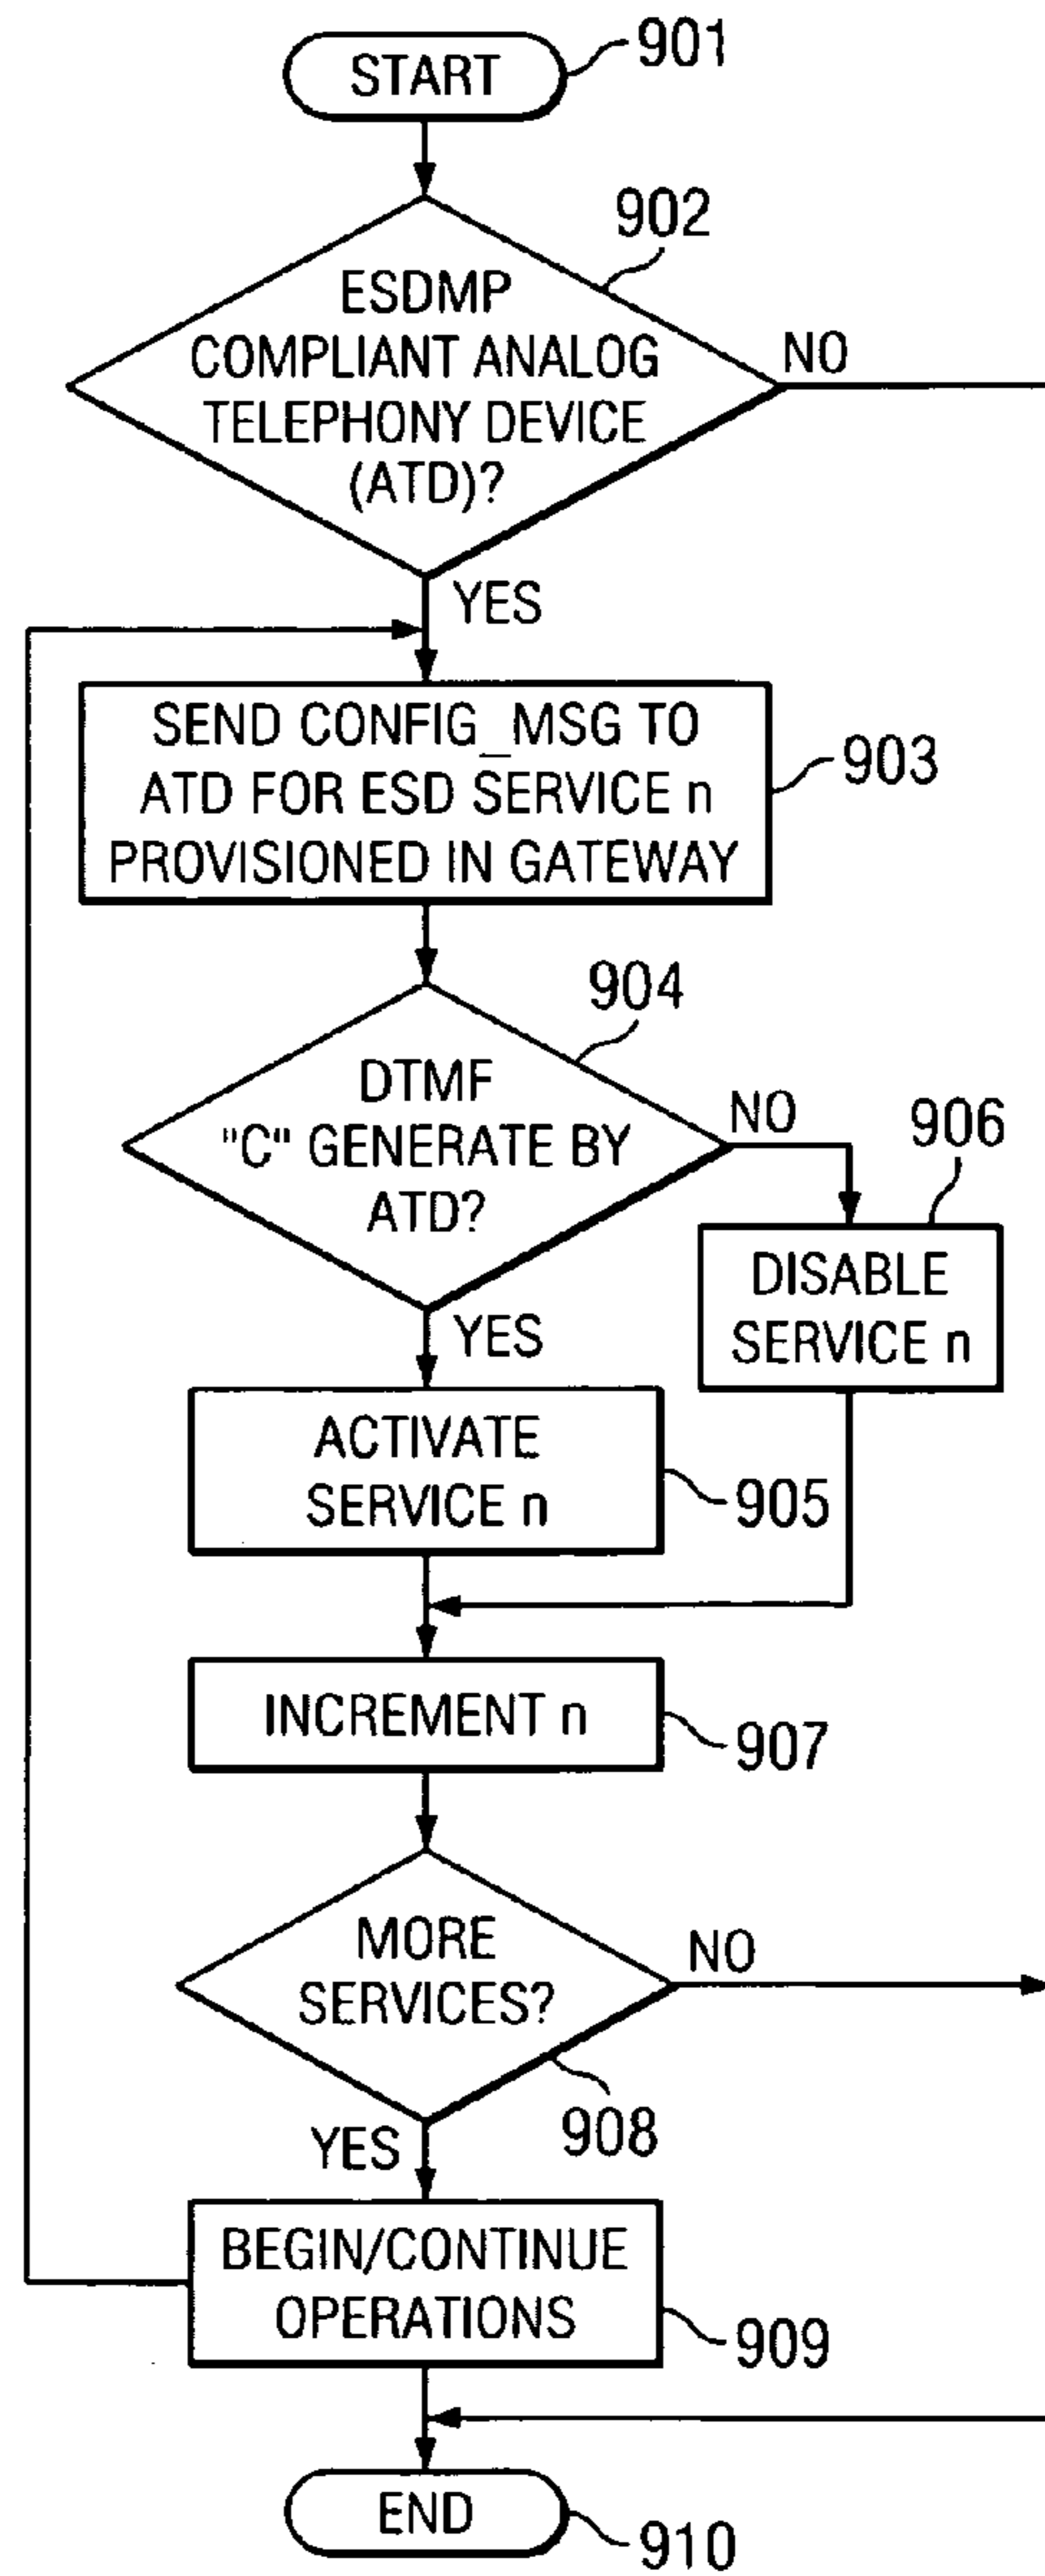 START
901
902
ESDMP
COMPLIANT ANALOG
TELEPHONY DEVICE
(ATD)?
NO
YES
SEND CONFIG_MSG TO
ATD FOR ESD SERVICE n
PROVISIONED IN GATEWAY
903
904
DTMF
"C" GENERATE BY
ATD?
NO
906
DISABLE
SERVICE n
YES
ACTIVATE
SERVICE n
905
INCREMENT n
907
MORE
SERVICES?
NO
908
YES
BEGIN/CONTINUE
OPERATIONS
909
END
910